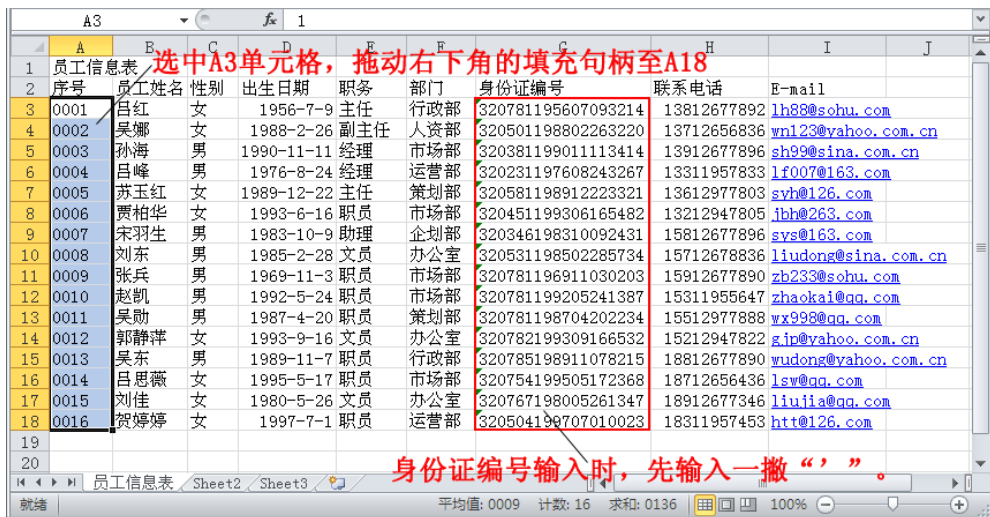 A3 fx 1
A B C D E F G H I J
选中A3单元格，拖动右下角的填充句柄至A18
1 员工信息表
2 序号 员工姓名 性别 出生日期 职务 部门 身份证编号 联系电话 E-mail
3 0001 吕红 女 1956-7-9 主任 行政部 320781195607093214 13812677892 lh88@sohu.com
4 0002 吴娜 女 1988-2-26 副主任 人资部 320501198802263220 13712656836 wn123@yahoo.com.cn
5 0003 孙海 男 1990-11-11 经理 市场部 320381199011113414 13912677896 sh99@sina.com.cn
6 0004 吕峰 男 1976-8-24 经理 运营部 320231197608243267 13311957833 lf007@163.com
7 0005 苏玉红 女 1989-12-22 主任 策划部 320581198912223321 13612977803 syh@126.com
8 0006 贾柏华 女 1993-6-16 职员 市场部 320451199306165482 13212947805 jbh@263.com
9 0007 宋羽生 男 1983-10-9 助理 企划部 320346198310092431 15812677896 sys@163.com
10 0008 刘东 男 1985-2-28 文员 办公室 320531198502285734 15712678836 liudong@sina.com.cn
11 0009 张兵 男 1969-11-3 职员 市场部 320781196911030203 15912677890 zb233@sohu.com
12 0010 赵凯 男 1992-5-24 职员 市场部 320781199205241387 15311955647 zhaokai@qq.com
13 0011 吴勋 男 1987-4-20 职员 策划部 320781198704202234 15512977888 wx998@qq.com
14 0012 郭静萍 女 1993-9-16 文员 办公室 320782199309166532 15212947822 gjp@yahoo.com.cn
15 0013 吴东 男 1989-11-7 职员 行政部 320785198911078215 18812677890 wudong@yahoo.com.cn
16 0014 吕思薇 女 1995-5-17 职员 市场部 320754199505172368 18712656436 lsw@qq.com
17 0015 刘佳 女 1980-5-26 文员 办公室 320767198005261347 18912677346 liujia@qq.com
18 0016 贺婷婷 女 1997-7-1 职员 运营部 320504199707010023 18311957453 htt@126.com
19
20
身份证编号输入时，先输入一撇“’”。
员工信息表 Sheet2 Sheet3
就绪 平均值: 0009 计数: 16 求和: 0136 100%